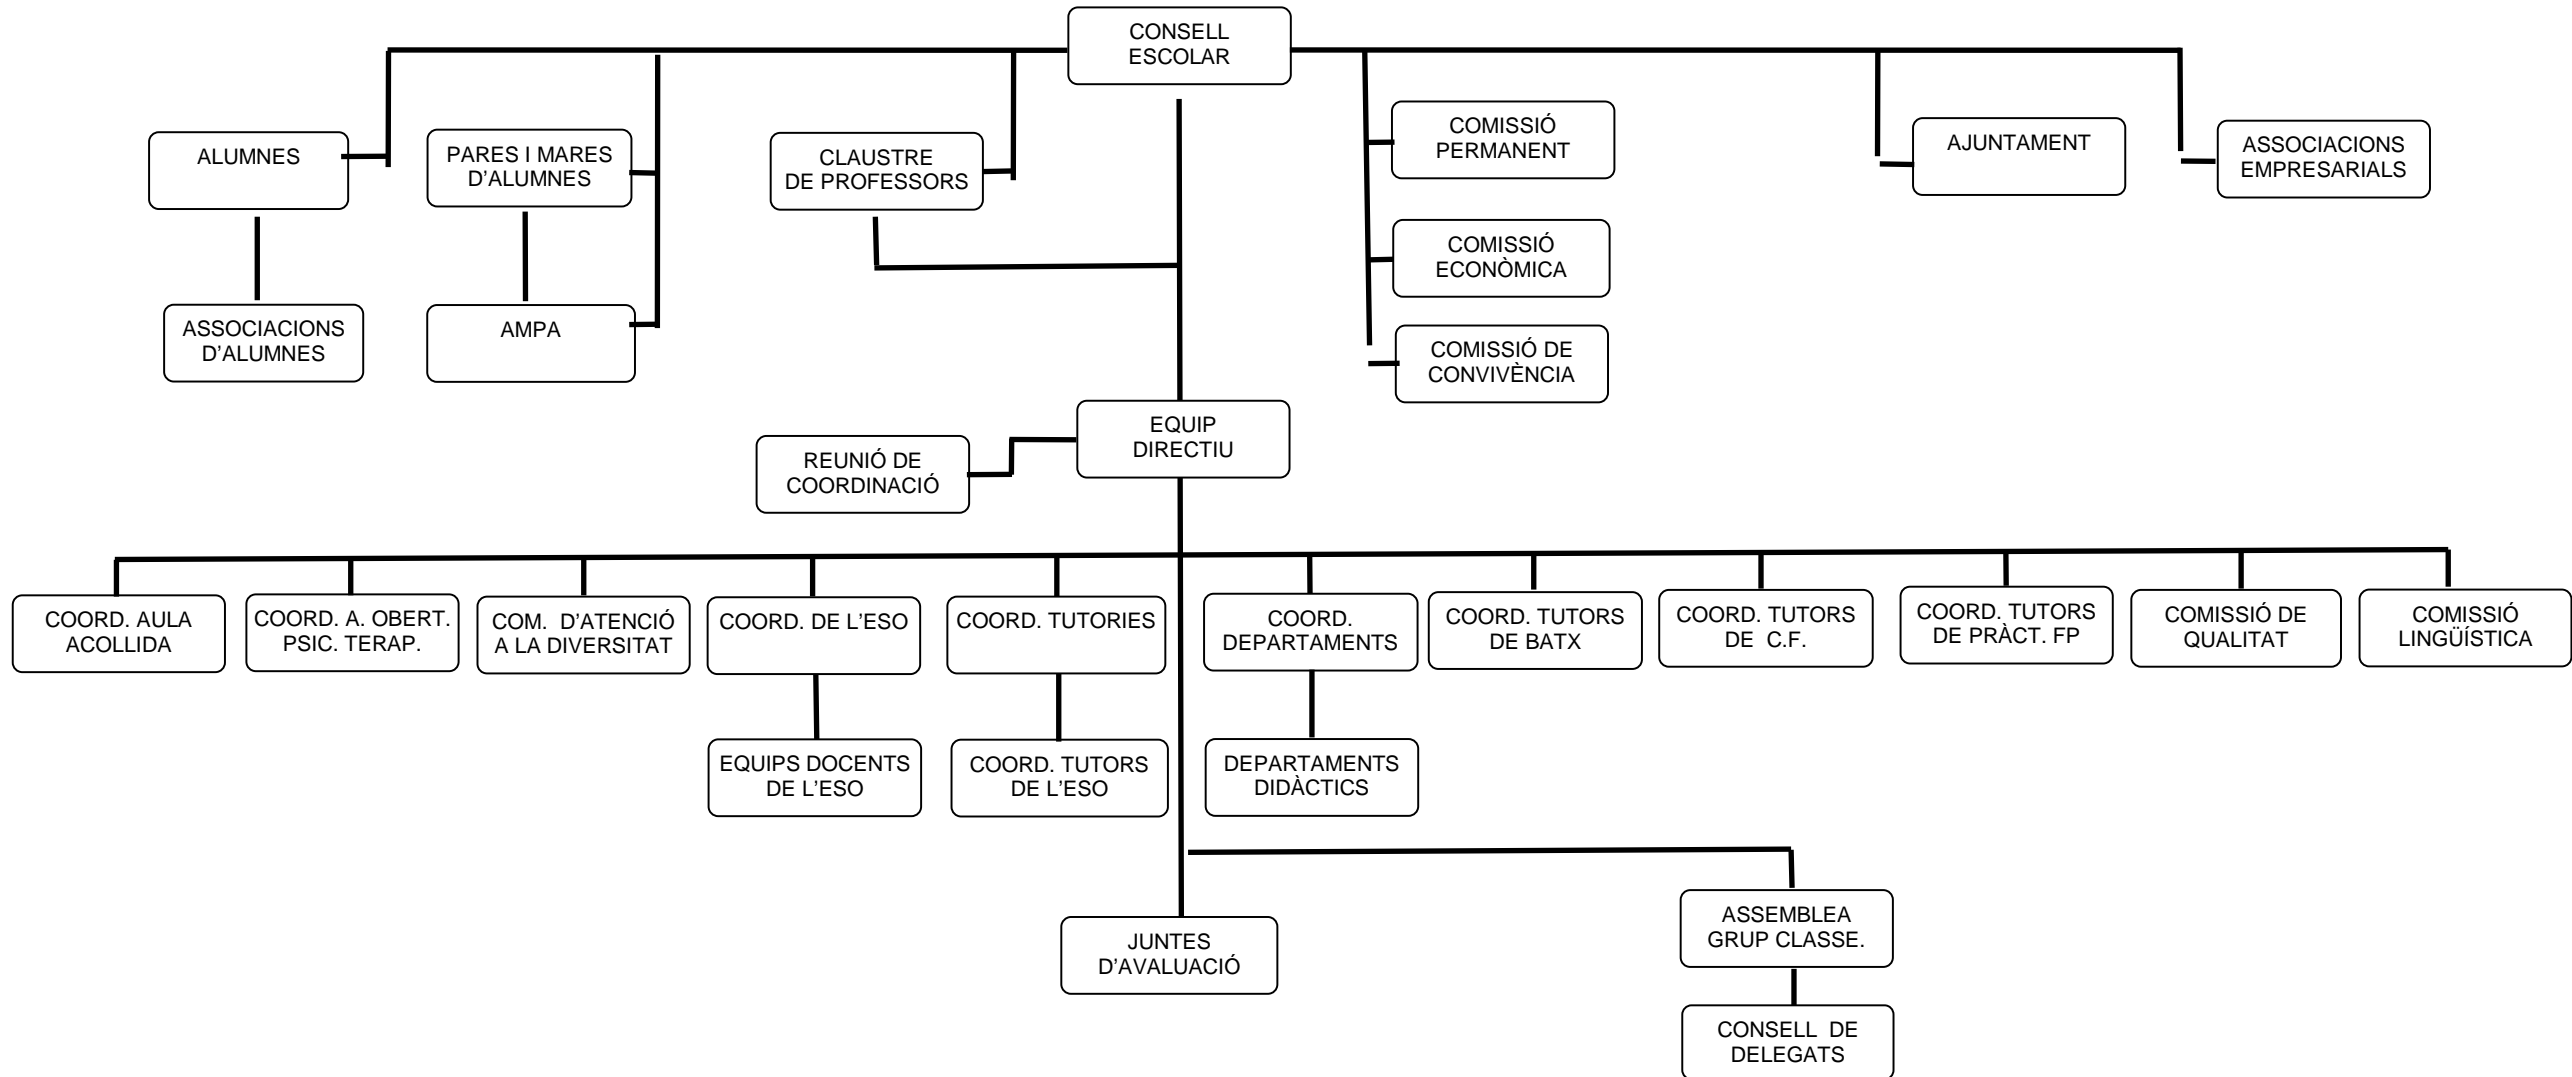 CONSELL
ESCOLAR
ALUMNES
PARES I MARES
D’ALUMNES
CLAUSTRE
DE PROFESSORS
COMISSIÓ
PERMANENT
AJUNTAMENT
ASSOCIACIONS
EMPRESARIALS
COMISSIÓ
ECONÒMICA
ASSOCIACIONS
D’ALUMNES
AMPA
COMISSIÓ DE
CONVIVÈNCIA
EQUIP
DIRECTIU
REUNIÓ DE
COORDINACIÓ
COORD. AULA
ACOLLIDA
COORD. A. OBERT.
PSIC. TERAP.
COM.  D’ATENCIÓ
A LA DIVERSITAT
COORD. DE L’ESO
COORD. TUTORIES
COORD.
DEPARTAMENTS
COORD. TUTORS
DE BATX
COORD. TUTORS
DE  C.F.
COORD. TUTORS
DE PRÀCT. FP
COMISSIÓ DE
QUALITAT
COMISSIÓ
LINGÜÍSTICA
EQUIPS DOCENTS
DE L’ESO
COORD. TUTORS
DE L’ESO
DEPARTAMENTS
DIDÀCTICS
JUNTES
D’AVALUACIÓ
ASSEMBLEA
GRUP CLASSE.
CONSELL  DE
DELEGATS